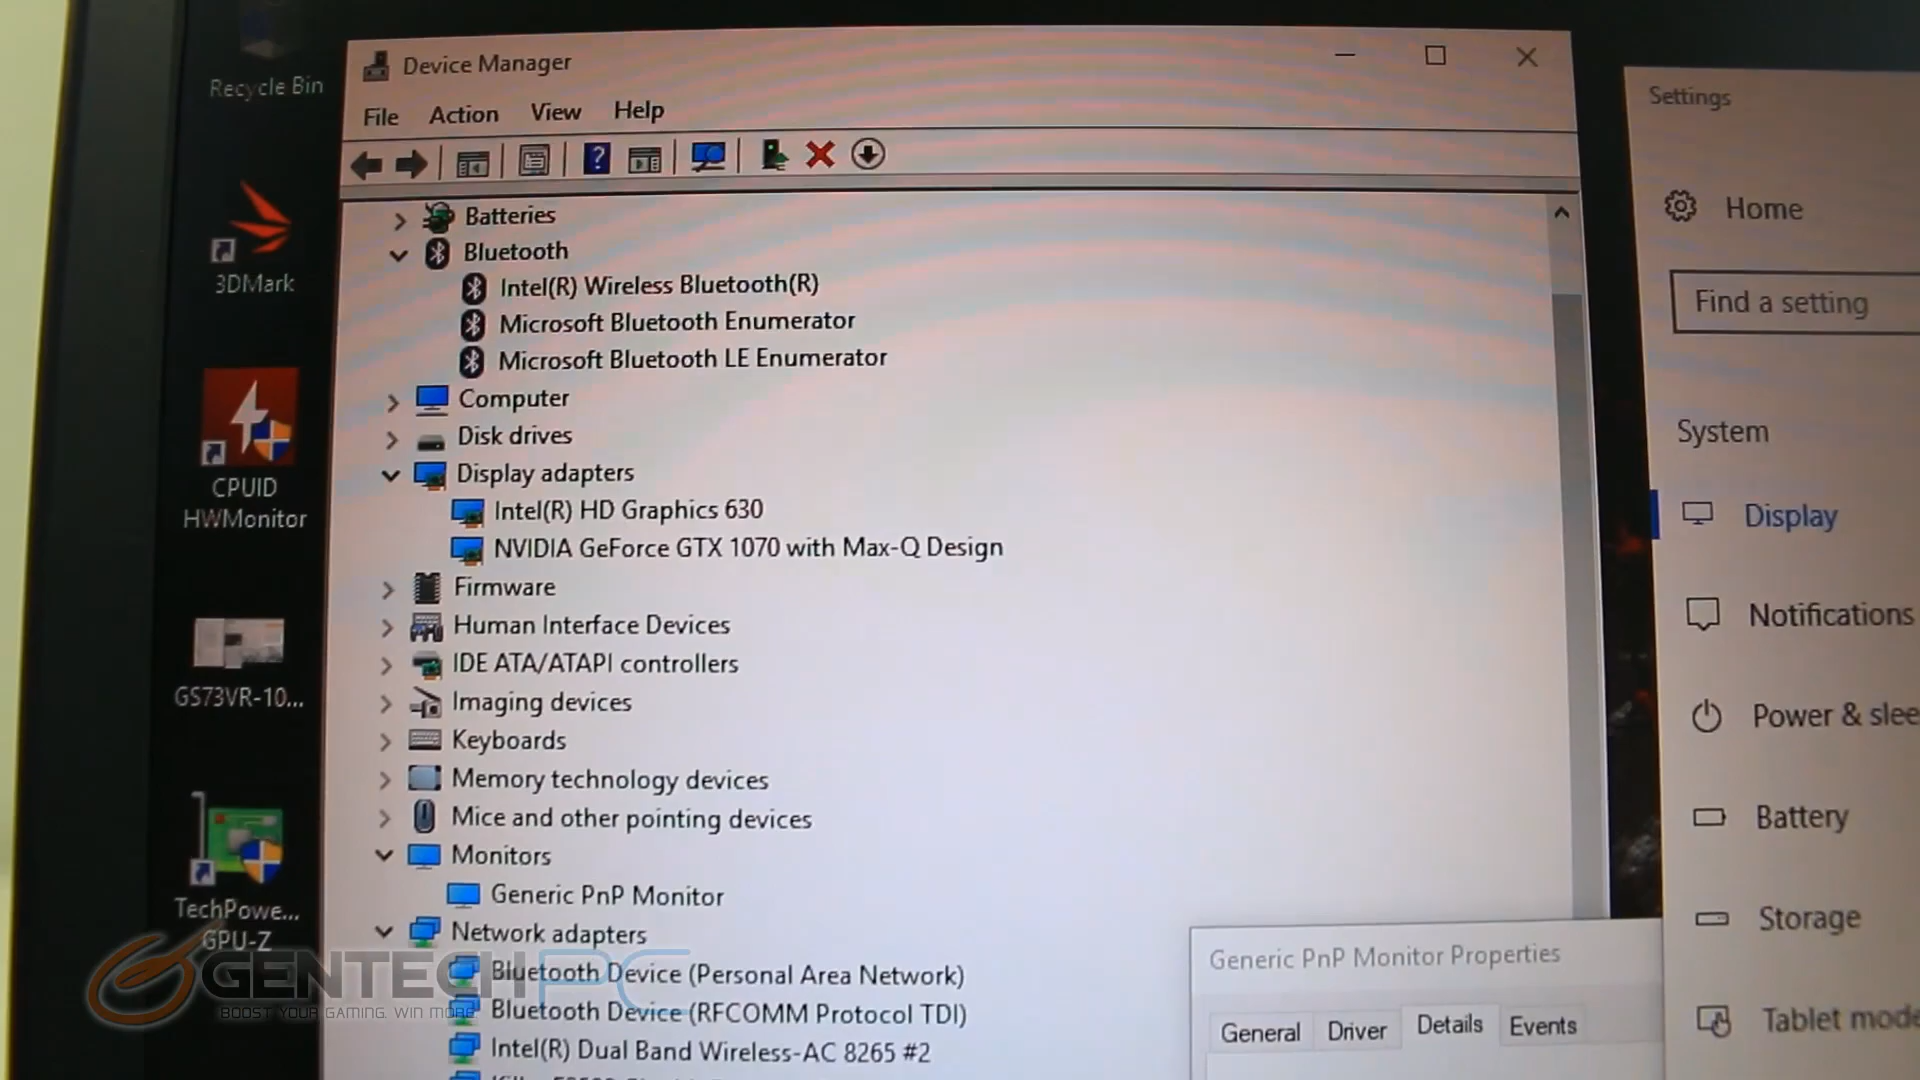 Recycle Bin
3DMark
CPUID
HWMonitor
GS73VR-10...
TechPowe...
GPU-Z
Device Manager
File Action View Help
Batteries
Bluetooth
Intel(R) Wireless Bluetooth(R)
Microsoft Bluetooth Enumerator
Microsoft Bluetooth LE Enumerator
Computer
Disk drives
Display adapters
Intel(R) HD Graphics 630
NVIDIA GeForce GTX 1070 with Max-Q Design
Firmware
Human Interface Devices
IDE ATA/ATAPI controllers
Imaging devices
Keyboards
Memory technology devices
Mice and other pointing devices
Monitors
Generic PnP Monitor
Network adapters
Bluetooth Device (Personal Area Network)
Bluetooth Device (RFCOMM Protocol TDI)
Intel(R) Dual Band Wireless-AC 8265 #2
Generic PnP Monitor Properties
General Driver Details Events
Settings
Home
Find a setting
System
Display
Notifications
Power & slee
Battery
Storage
Tablet mode
GENTECH PC
BOOST YOUR GAMING. WIN MORE.